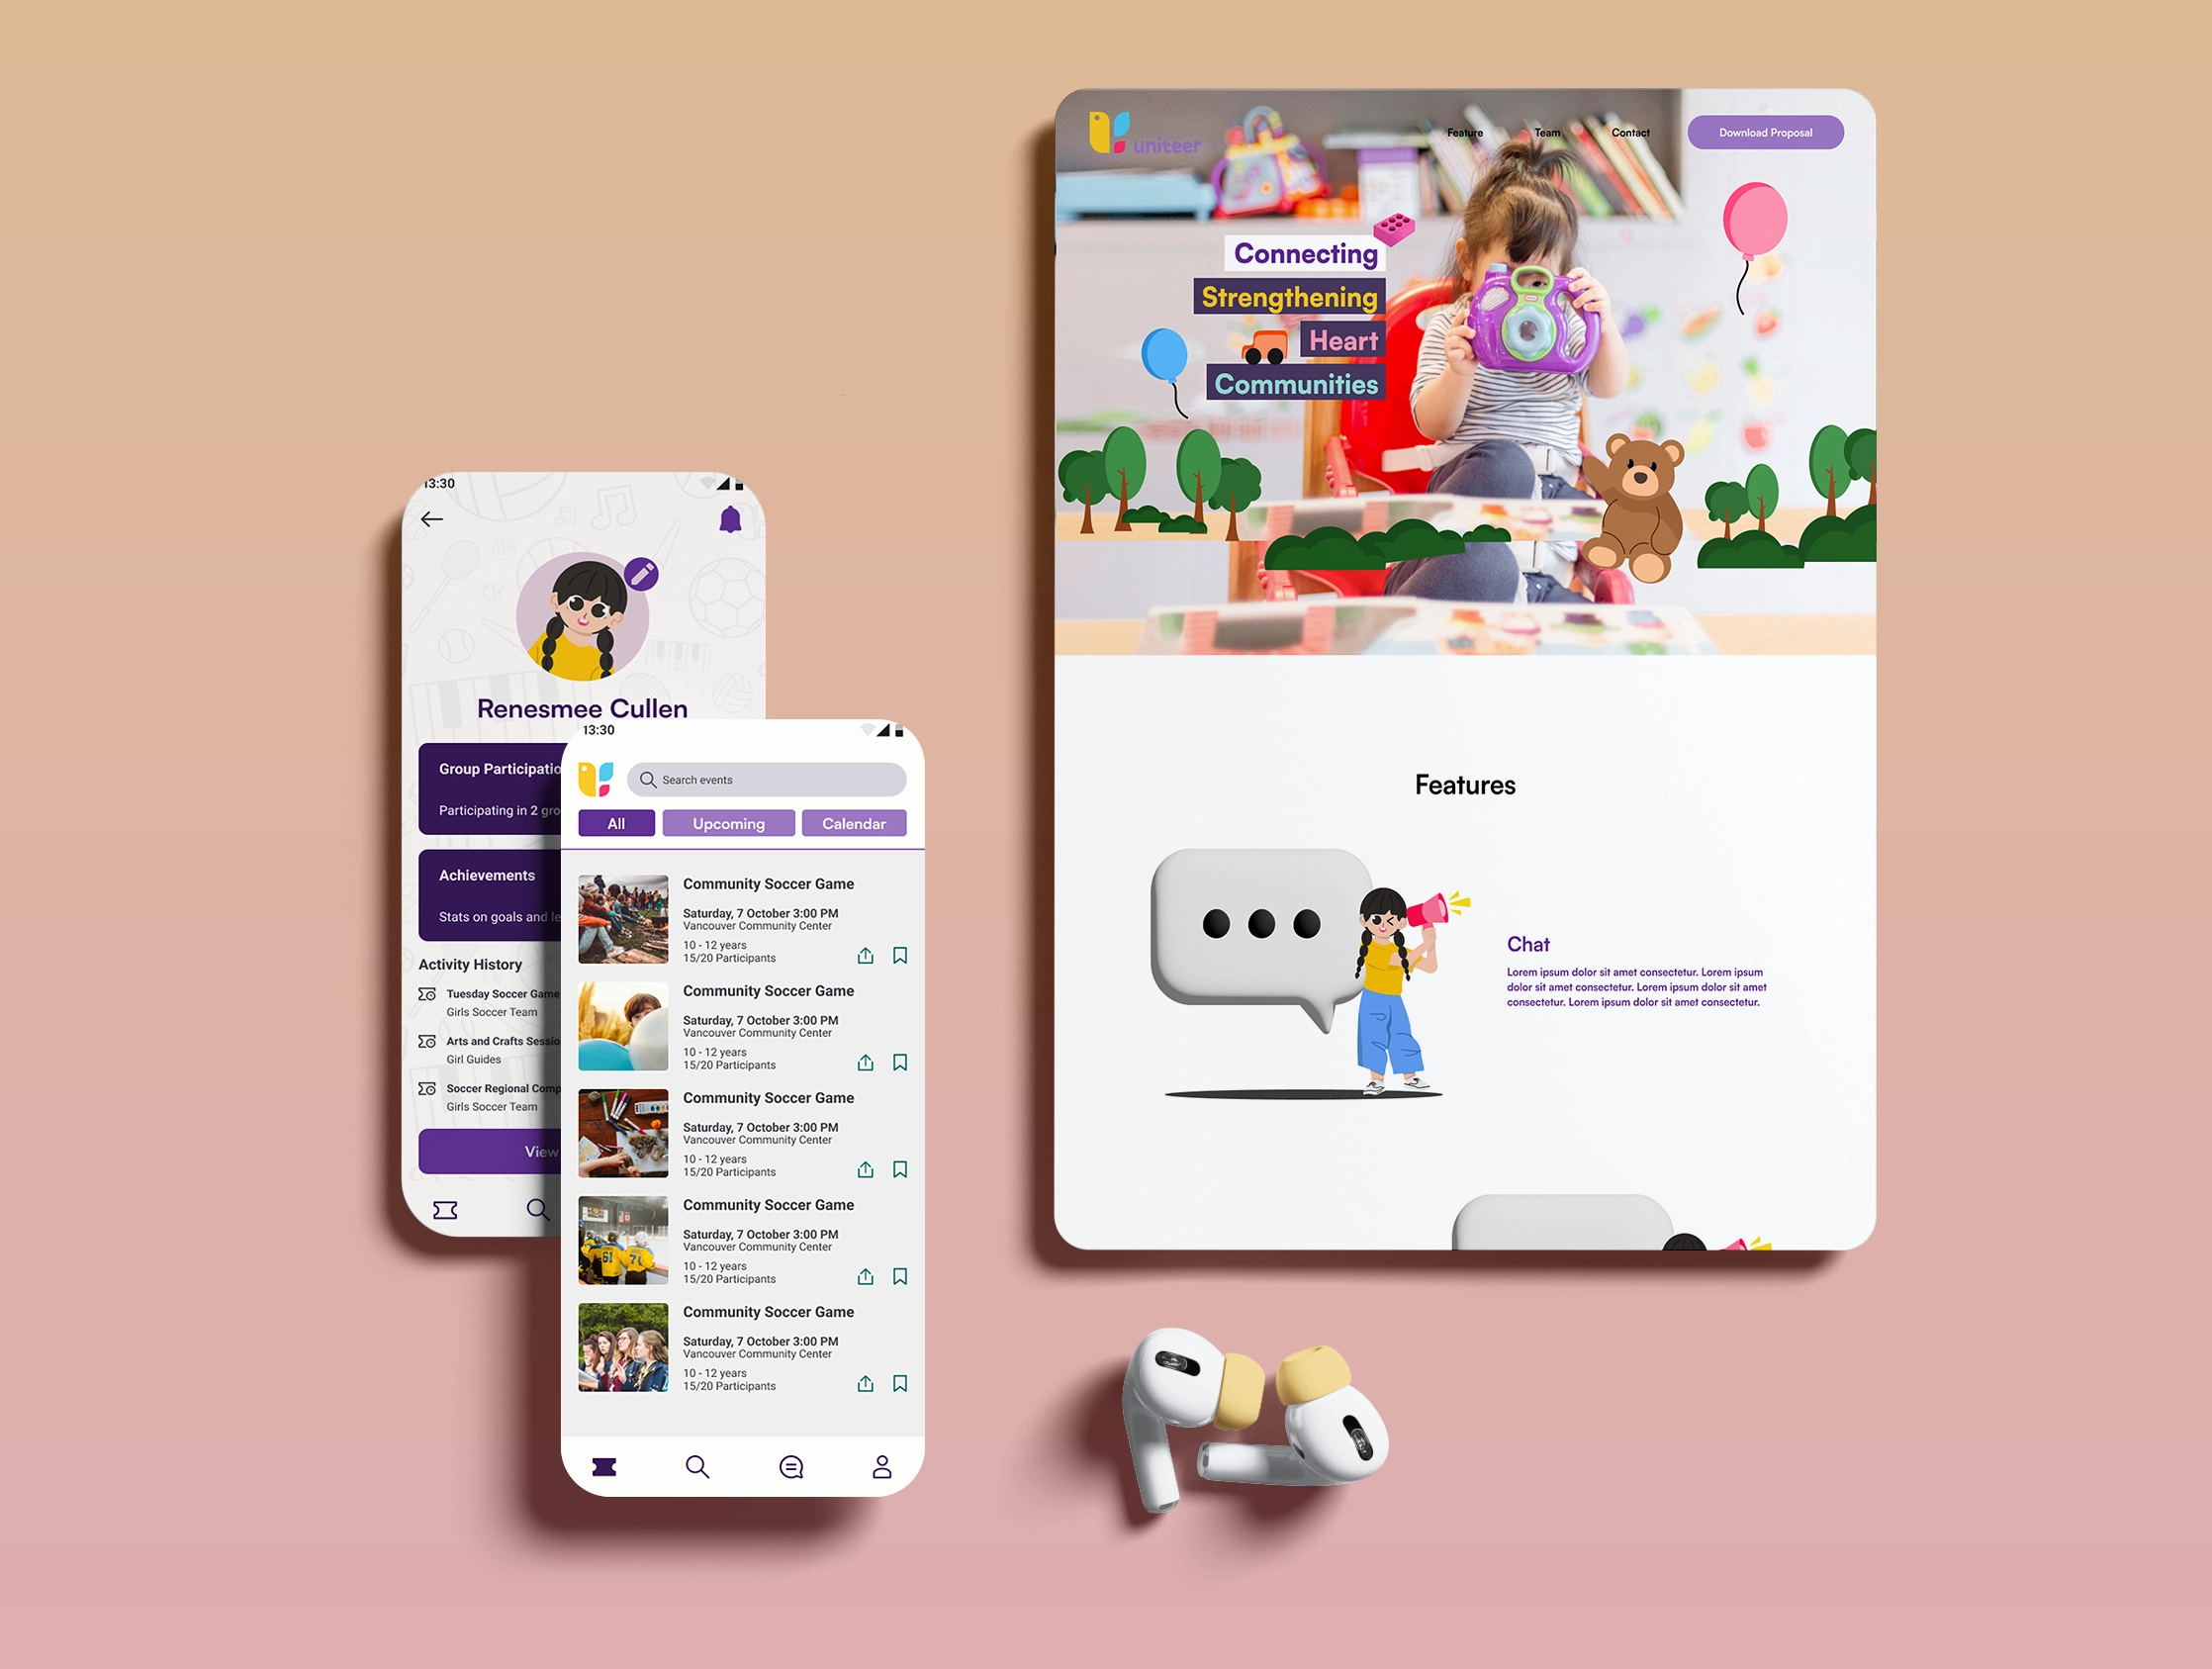 13:30
Renesmee Cullen
Group Participatio
Participating in 2 gro
Achievements
Stats on goals and le
Activity History
Tuesday Soccer Game
Girls Soccer Team
Arts and Crafts Sessio
Girl Guides
Soccer Regional Comp
Girls Soccer Team
View
13:30
Search events
All
Upcoming
Calendar
Community Soccer Game
Saturday, 7 October 3:00 PM
Vancouver Community Center
10 - 12 years
15/20 Participants
Community Soccer Game
Saturday, 7 October 3:00 PM
Vancouver Community Center
10 - 12 years
15/20 Participants
Community Soccer Game
Saturday, 7 October 3:00 PM
Vancouver Community Center
10 - 12 years
15/20 Participants
Community Soccer Game
Saturday, 7 October 3:00 PM
Vancouver Community Center
10 - 12 years
15/20 Participants
61
71
Community Soccer Game
Saturday, 7 October 3:00 PM
Vancouver Community Center
10 - 12 years
15/20 Participants
uniteer
Feature
Team
Contact
Download Proposal
Connecting
Strengthening
Heart
Communities
Features
Chat
Lorem ipsum dolor sit amet consectetur. Lorem ipsum
dolor sit amet consectetur. Lorem ipsum dolor sit amet
consectetur. Lorem ipsum dolor sit amet consectetur.